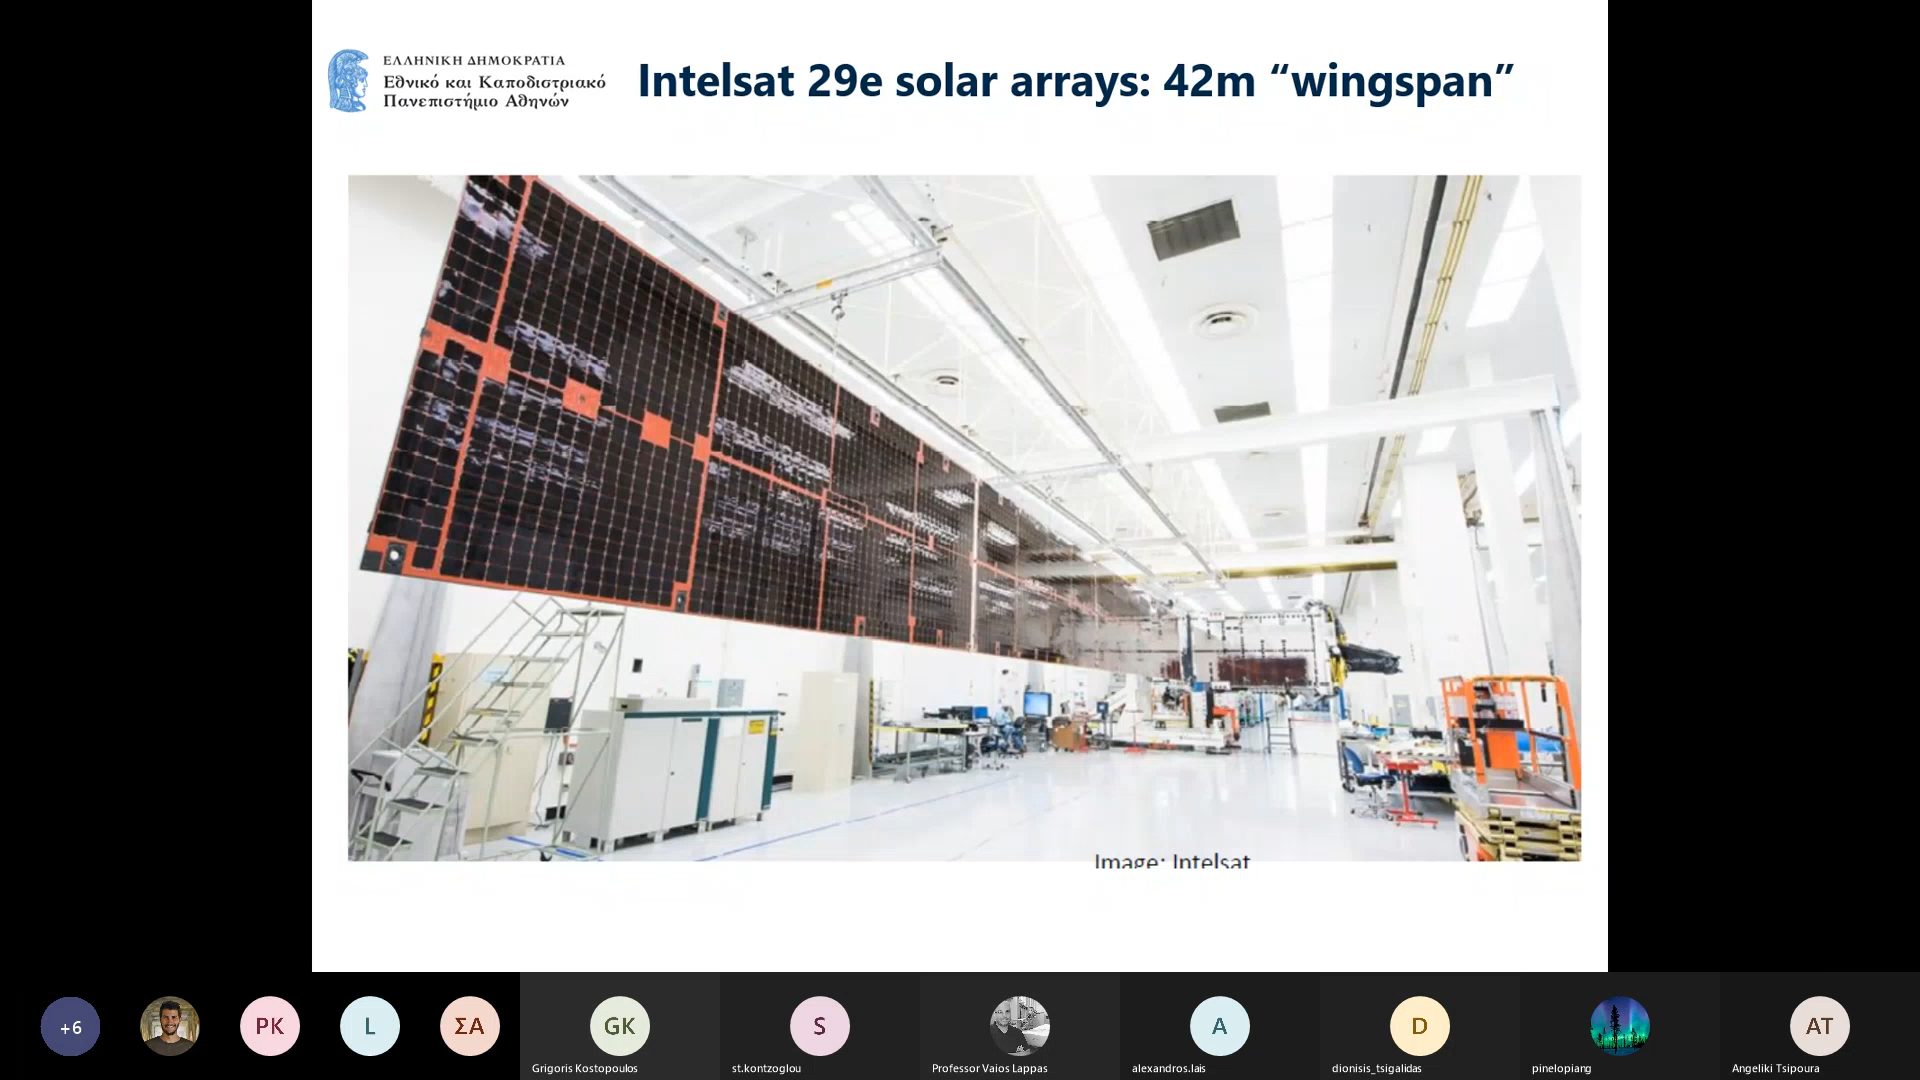 ΕΛΛΗΝΙΚΗ ΔΗΜΟΚΡΑΤΙΑ
Εθνικό και Καποδιστριακό
Πανεπιστήμιο Αθηνών
Intelsat 29e solar arrays: 42m “wingspan”
Image: Intelsat
+6
PK
L
ΣΑ
GK
S
A
D
AT
Grigoris Kostopoulos
st.kontzoglou
Professor Vaios Lappas
alexandros.lais
dionisis_tsigalidas
pinelopiang
Angeliki Tsipoura